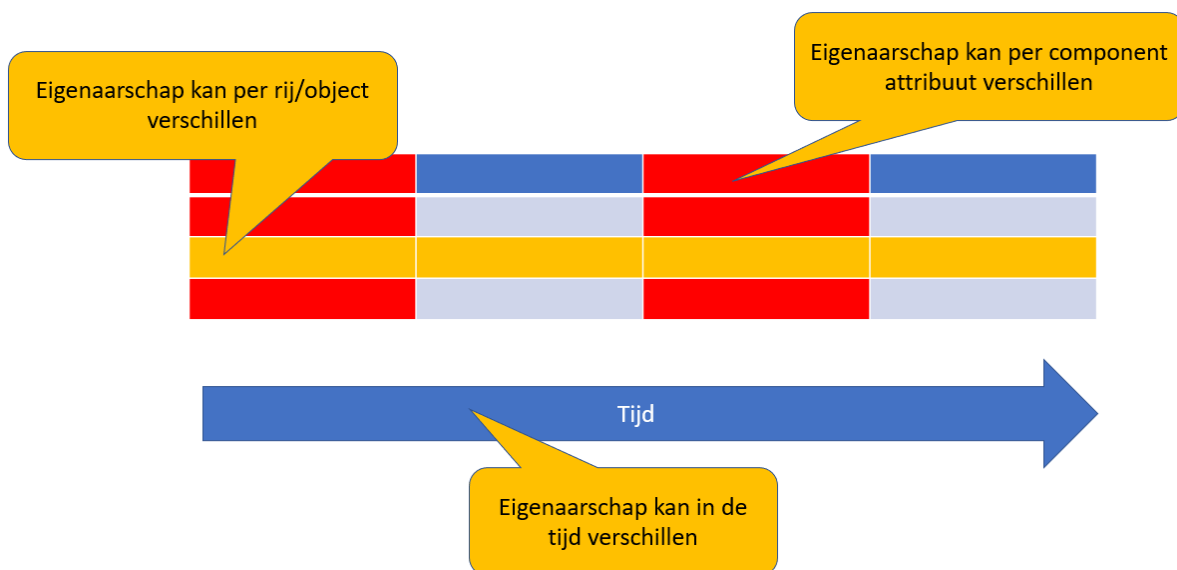 Eigenaarschap kan per rij/object
verschillen
Eigenaarschap kan per component
attribuut verschillen
Tijd
Eigenaarschap kan in de
tijd verschillen